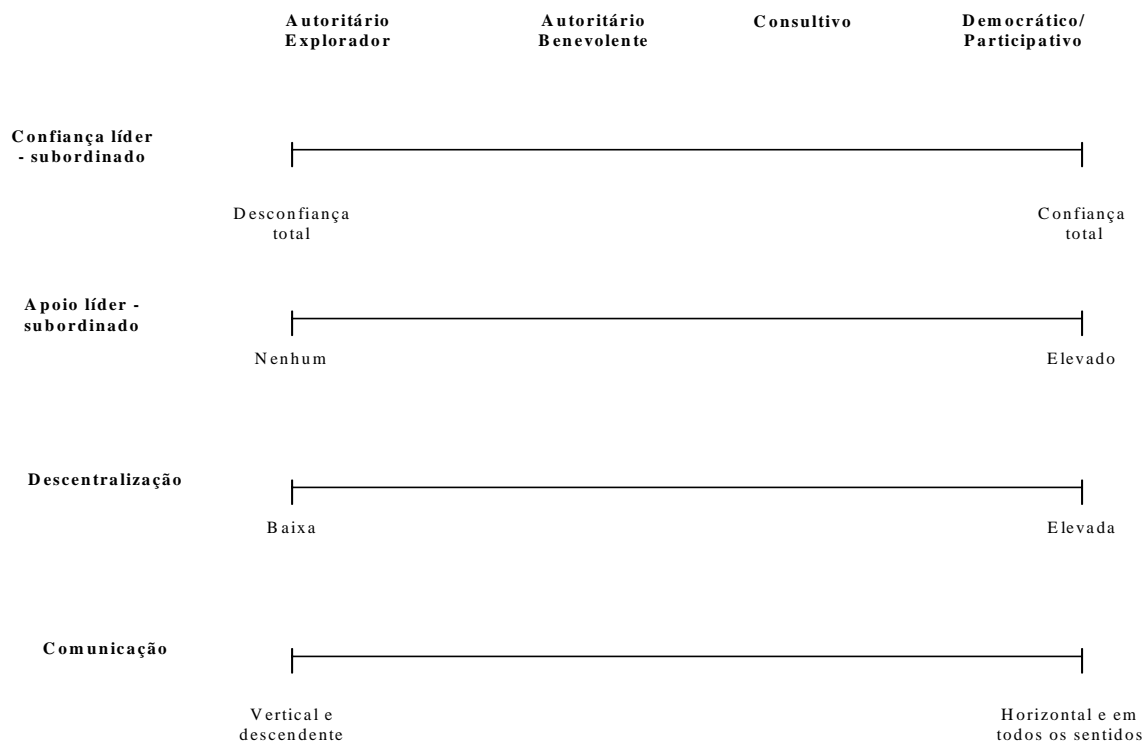 Autoritário
Explorador
Autoritário
Benevolente
Consultivo
Democrático/
Participativo
Confiança líder
- subordinado
Desconfiança
total
Confiança
total
Apoio líder -
subordinado
Nenhum
Elevado
Descentralização
Baixa
Elevada
Comunicação
Vertical e
descendente
Horizontal e em
todos os sentidos